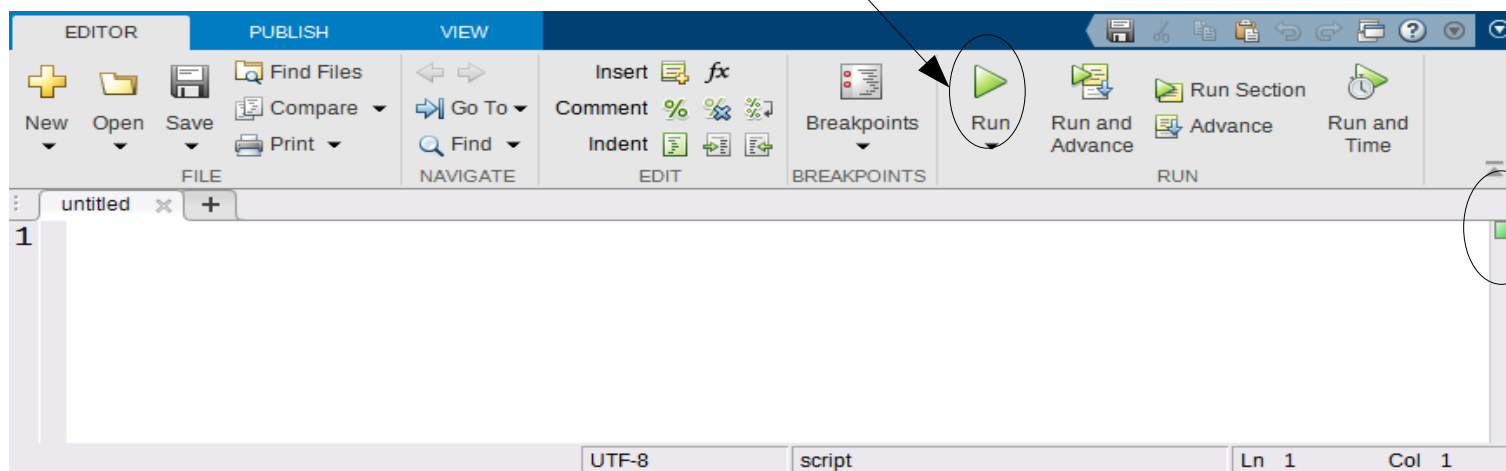 EDITOR PUBLISH VIEW
Find Files Insert fx
Compare Go To Comment % Run Section
New Open Save Breakpoints Run Run and Advance Advance Run and Time
Print Find Indent
FILE NAVIGATE EDIT BREAKPOINTS RUN
untitled +
1
UTF-8 script Ln 1 Col 1